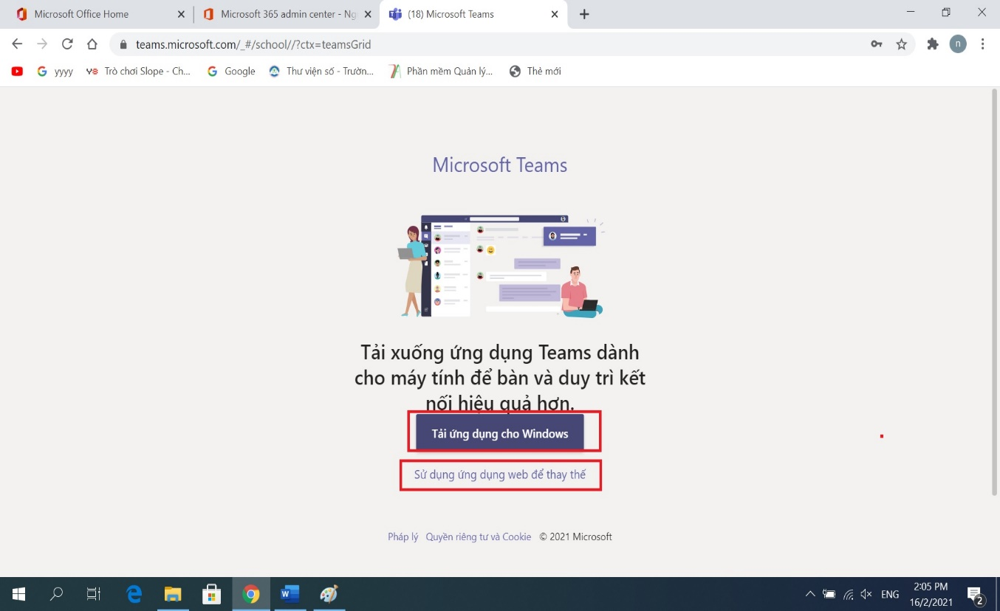 Microsoft Office Home
Microsoft 365 admin center - Ng
(18) Microsoft Teams
teams.microsoft.com/_#/school//?ctx=teamsGrid
n
yyyy
Trò chơi Slope - Ch...
Google
Thư viện số - Trườn...
Phần mềm Quản lý...
Thẻ mới
Microsoft Teams
Tải xuống ứng dụng Teams dành
cho máy tính để bàn và duy trì kết
nối hiệu quả hơn.
Tải ứng dụng cho Windows
Sử dụng ứng dụng web để thay thế
Pháp lý Quyền riêng tư và Cookie © 2021 Microsoft
ENG
2:05 PM
16/2/2021
2